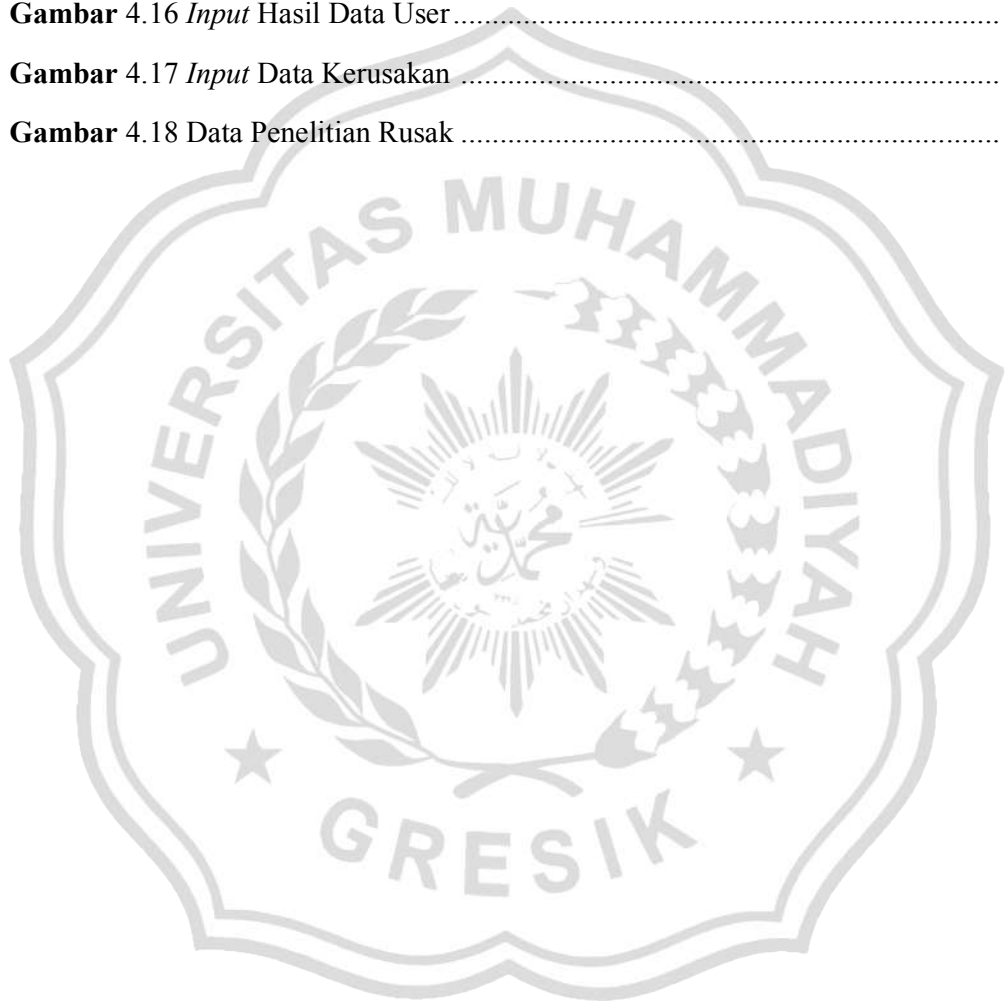 Gambar 4.16 Input Hasil Data User......................................................................
Gambar 4.17 Input Data Kerusakan ......................................................................
Gambar 4.18 Data Penelitian Rusak ......................................................................
UNIVERSITAS MUHAMMADIYAH
محمدية
GRESIK